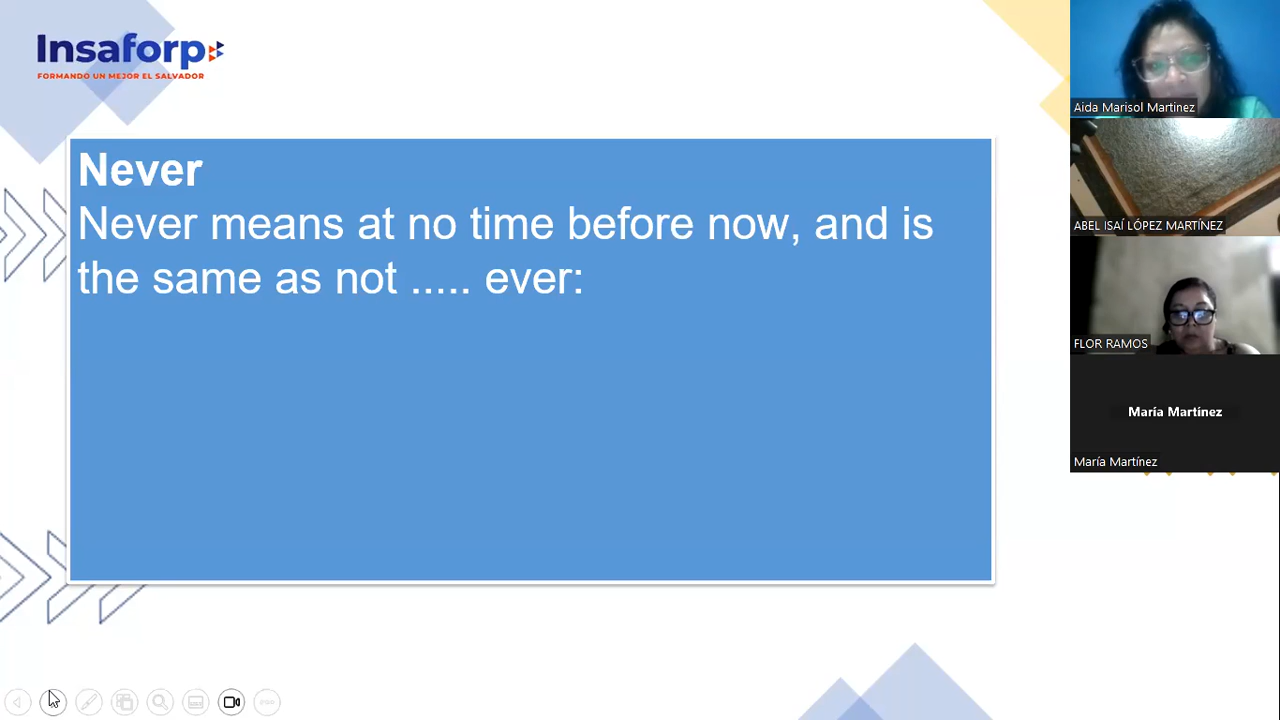 Insaforp
FORMANDO UN MEJOR EL SALVADOR
Never
Never means at no time before now, and is
the same as not ..... ever:
Aida Marisol Martinez
ABEL ISAÍ LÓPEZ MARTÍNEZ
FLOR RAMOS
María Martínez
María Martínez